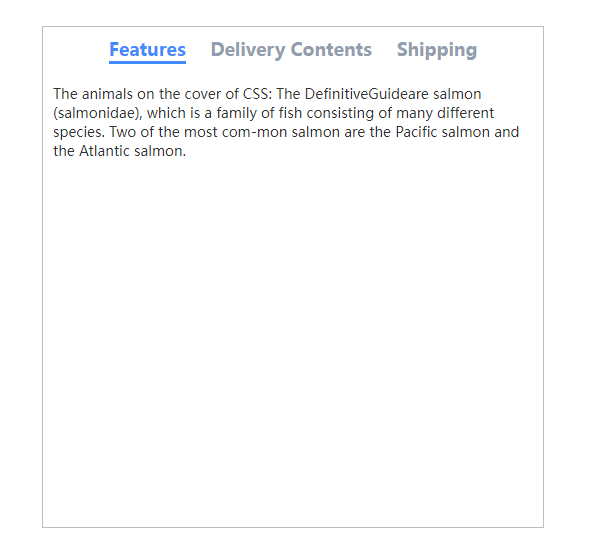 Features Delivery Contents Shipping
The animals on the cover of CSS: The DefinitiveGuideare salmon
(salmonidae), which is a family of fish consisting of many different
species. Two of the most com-mon salmon are the Pacific salmon and
the Atlantic salmon.